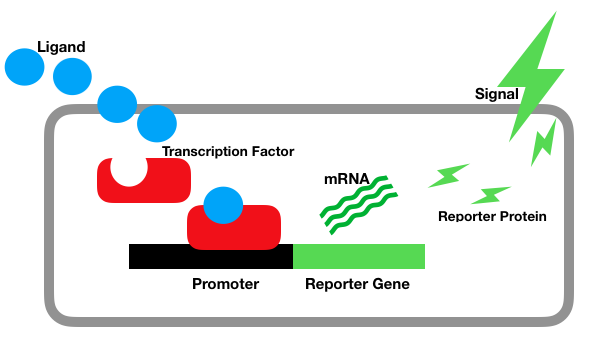 Ligand
Signal
Transcription Factor
mRNA
Reporter Protein
Promoter
Reporter Gene